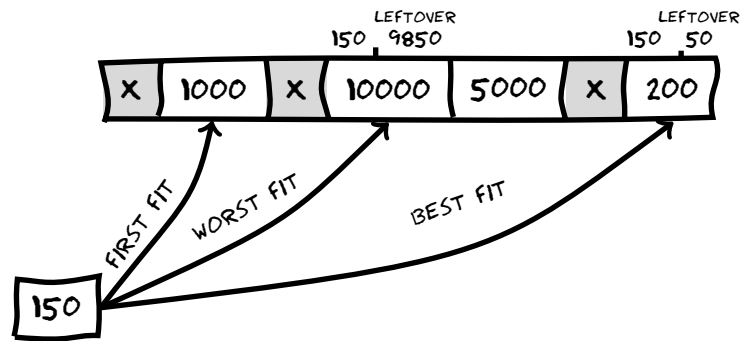 LEFTOVER LEFTOVER
150 9850 150 50
X 1000 X 10000 5000 X 200
FIRST FIT
WORST FIT
BEST FIT
150